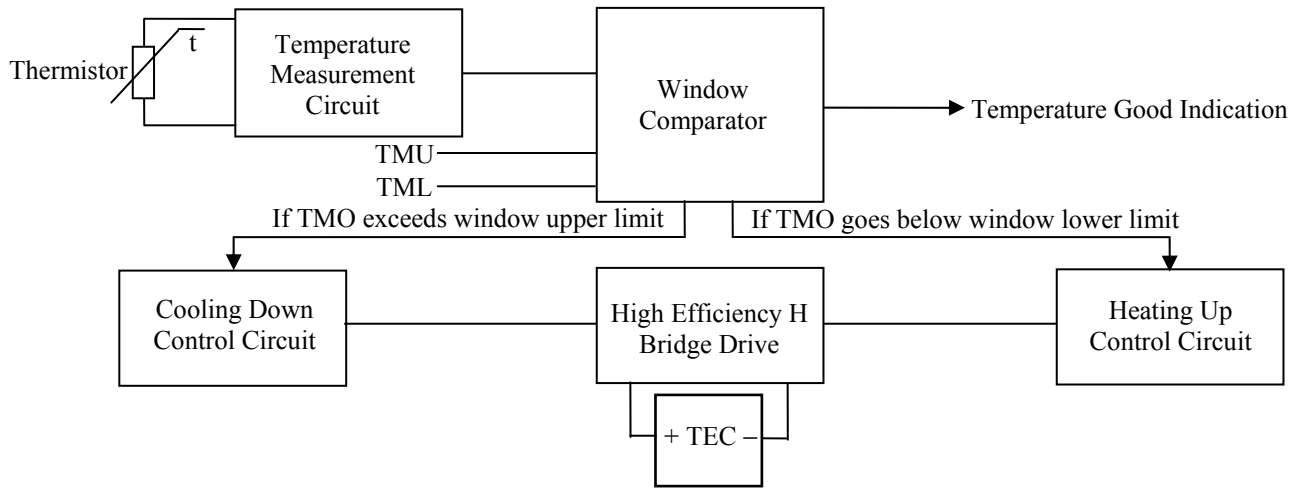 t
Thermistor
Temperature
Measurement
Circuit
Window
Comparator
Temperature Good Indication
TMU
TML
If TMO exceeds window upper limit
If TMO goes below window lower limit
Cooling Down
Control Circuit
High Efficiency H
Bridge Drive
Heating Up
Control Circuit
+ TEC –